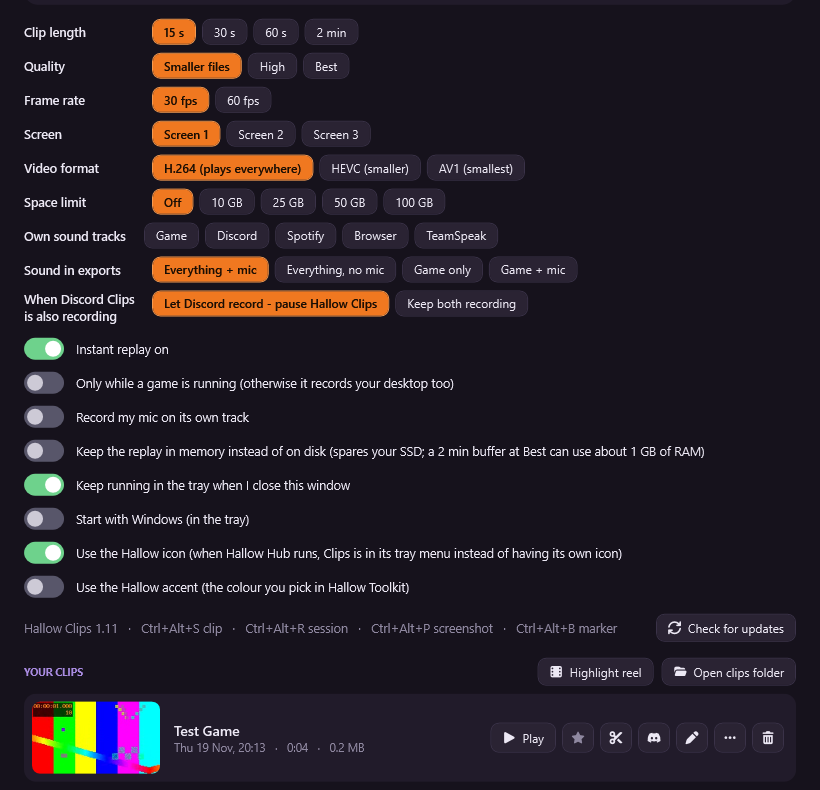 Clip length 15 s 30 s 60 s 2 min
Quality Smaller files High Best
Frame rate 30 fps 60 fps
Screen Screen 1 Screen 2 Screen 3
Video format H.264 (plays everywhere) HEVC (smaller) AV1 (smallest)
Space limit Off 10 GB 25 GB 50 GB 100 GB
Own sound tracks Game Discord Spotify Browser TeamSpeak
Sound in exports Everything + mic Everything, no mic Game only Game + mic
When Discord Clips
is also recording Let Discord record - pause Hallow Clips Keep both recording
Instant replay on
Only while a game is running (otherwise it records your desktop too)
Record my mic on its own track
Keep the replay in memory instead of on disk (spares your SSD; a 2 min buffer at Best can use about 1 GB of RAM)
Keep running in the tray when I close this window
Start with Windows (in the tray)
Use the Hallow icon (when Hallow Hub runs, Clips is in its tray menu instead of having its own icon)
Use the Hallow accent (the colour you pick in Hallow Toolkit)
Hallow Clips 1.11 · Ctrl+Alt+S clip · Ctrl+Alt+R session · Ctrl+Alt+P screenshot · Ctrl+Alt+B marker Check for updates
YOUR CLIPS Highlight reel Open clips folder
00:00:01.000
Test Game
Thu 19 Nov, 20:13 · 0:04 · 0.2 MB
Play